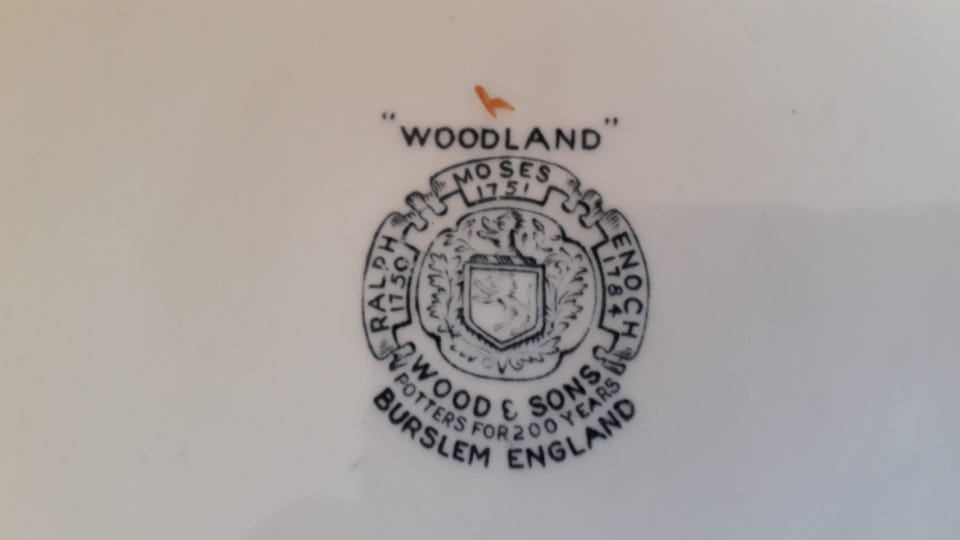 "WOODLAND"
MOSES
1751
RALPH
1750
ENOCH
1784
WOOD & SONS
POTTERS FOR 200 YEARS
BURSLEM ENGLAND